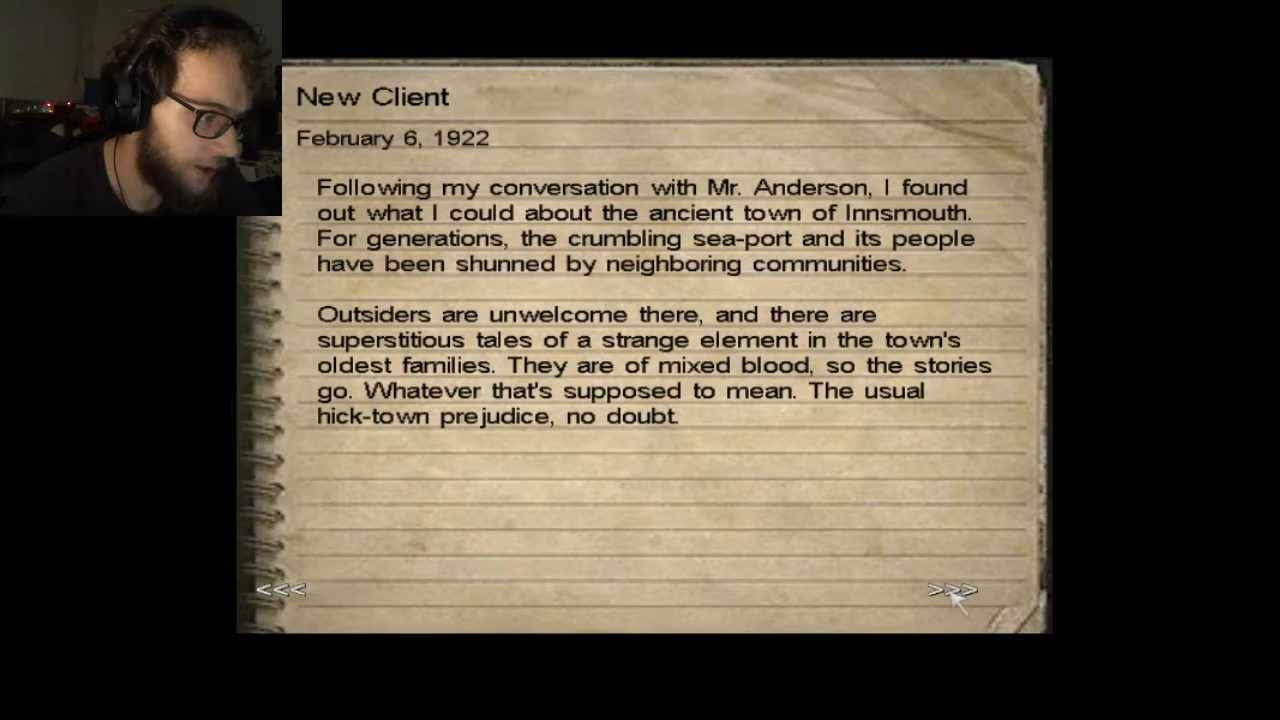 New Client
February 6, 1922
Following my conversation with Mr. Anderson, I found
out what I could about the ancient town of Innsmouth.
For generations, the crumbling sea-port and its people
have been shunned by neighboring communities.
Outsiders are unwelcome there, and there are
superstitious tales of a strange element in the town's
oldest families. They are of mixed blood, so the stories
go. Whatever that's supposed to mean. The usual
hick-town prejudice, no doubt.
<<< >>>